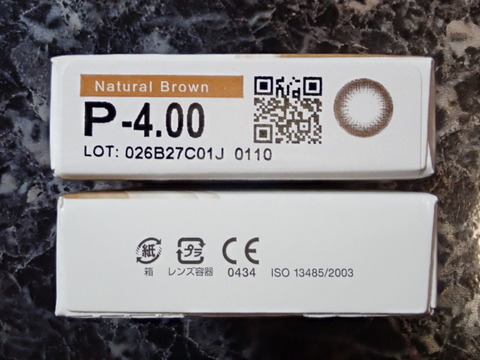 Natural Brown
P-4.00
LOT: 026B27C01J 0110
紙 プラ CE
箱 レンズ容器 0434 ISO 13485/2003